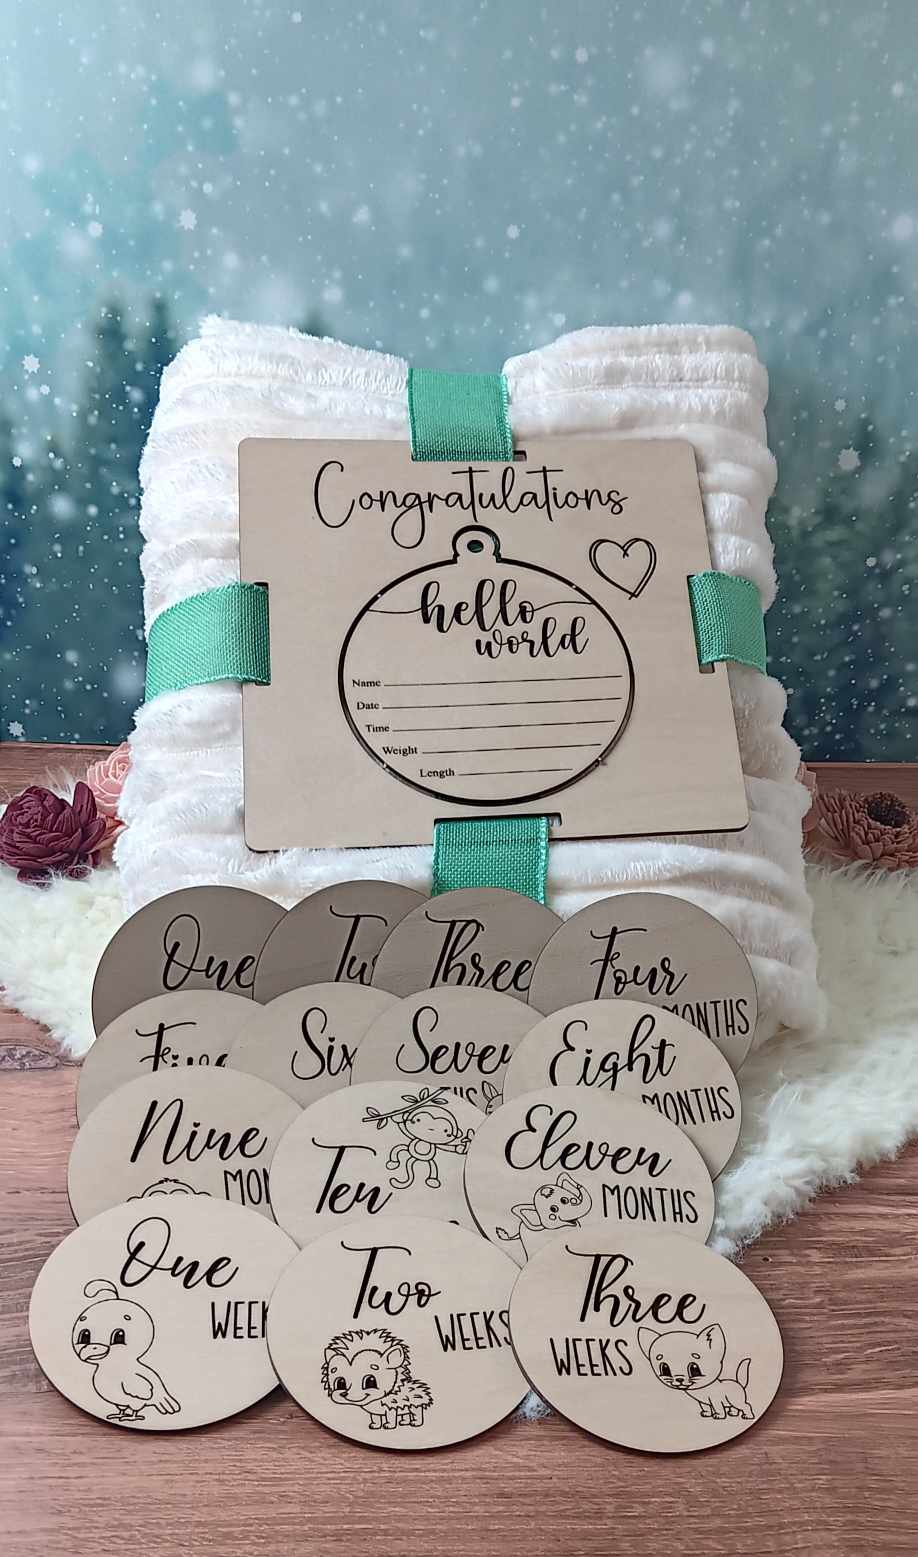 Congratulations
hello
world
Name
Date
Time
Weight
Length
One
Three
Four
MONTHS
Six
Eight
MONTHS
Nine
Ten
Eleven
MONTHS
One
Two
WEEKS
Three
WEEKS